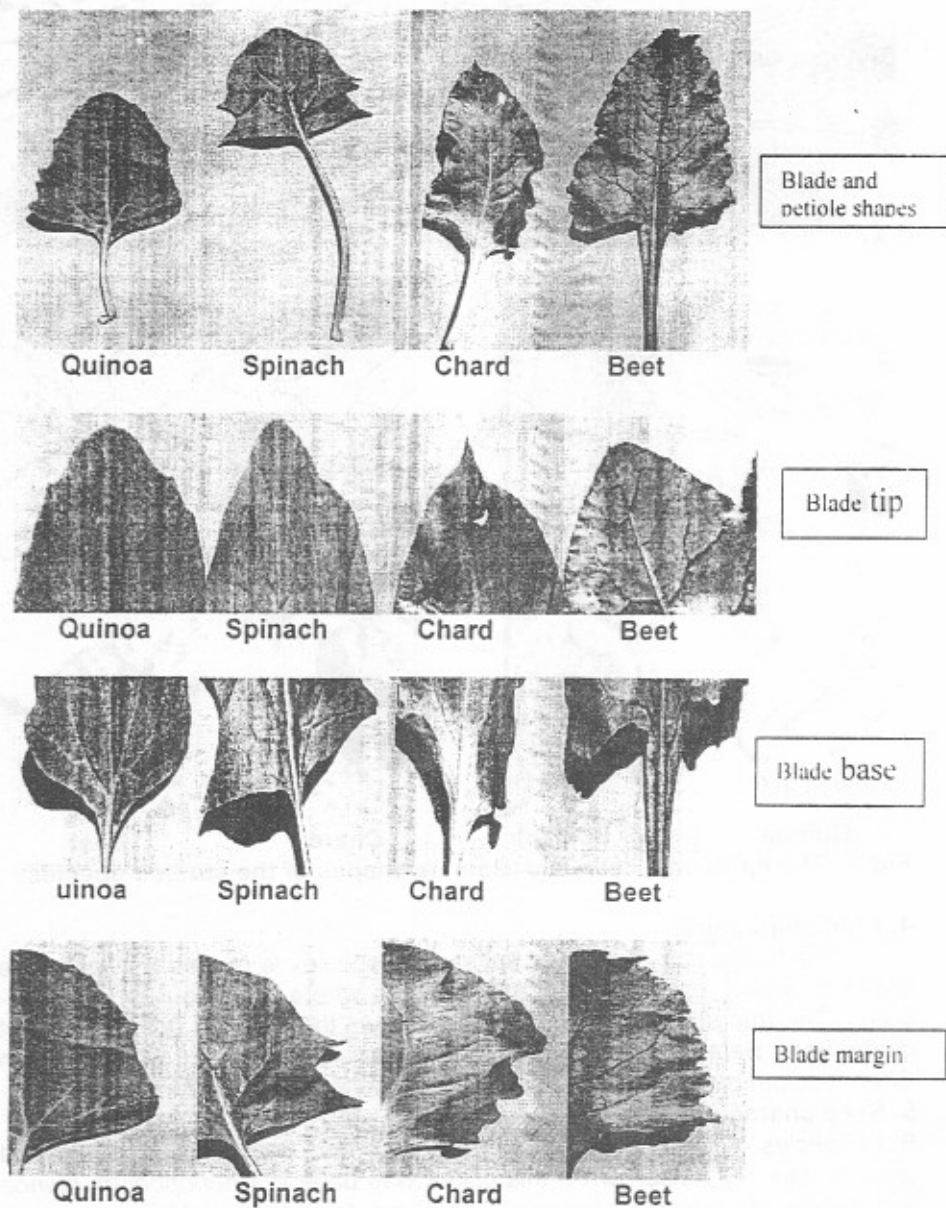 Blade and
petiole shapes
Quinoa Spinach Chard Beet
Blade tip
Quinoa Spinach Chard Beet
Blade base
uinoa Spinach Chard Beet
Blade margin
Quinoa Spinach Chard Beet